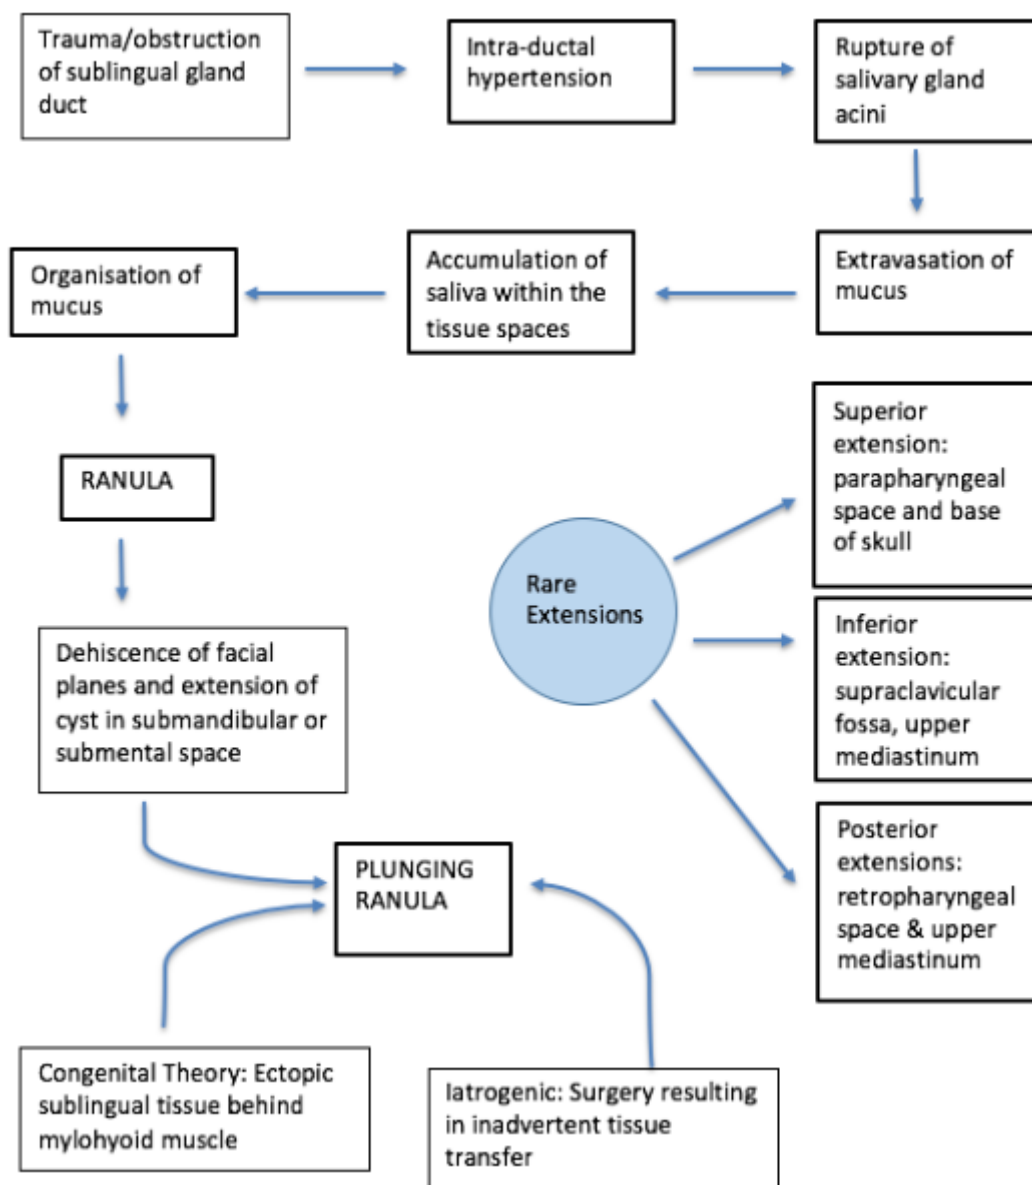 Trauma/obstruction
of sublingual gland
duct
Intra-ductal
hypertension
Rupture of
salivary gland
acini
Extravasation of
mucus
Accumulation of
saliva within the
tissue spaces
Organisation of
mucus
RANULA
Dehiscence of facial
planes and extension of
cyst in submandibular or
submental space
PLUNGING
RANULA
Congenital Theory: Ectopic
sublingual tissue behind
mylohyoid muscle
Iatrogenic: Surgery resulting
in inadvertent tissue
transfer
Rare
Extensions
Superior
extension:
parapharyngeal
space and base
of skull
Inferior
extension:
supraclavicular
fossa, upper
mediastinum
Posterior
extensions:
retropharyngeal
space & upper
mediastinum